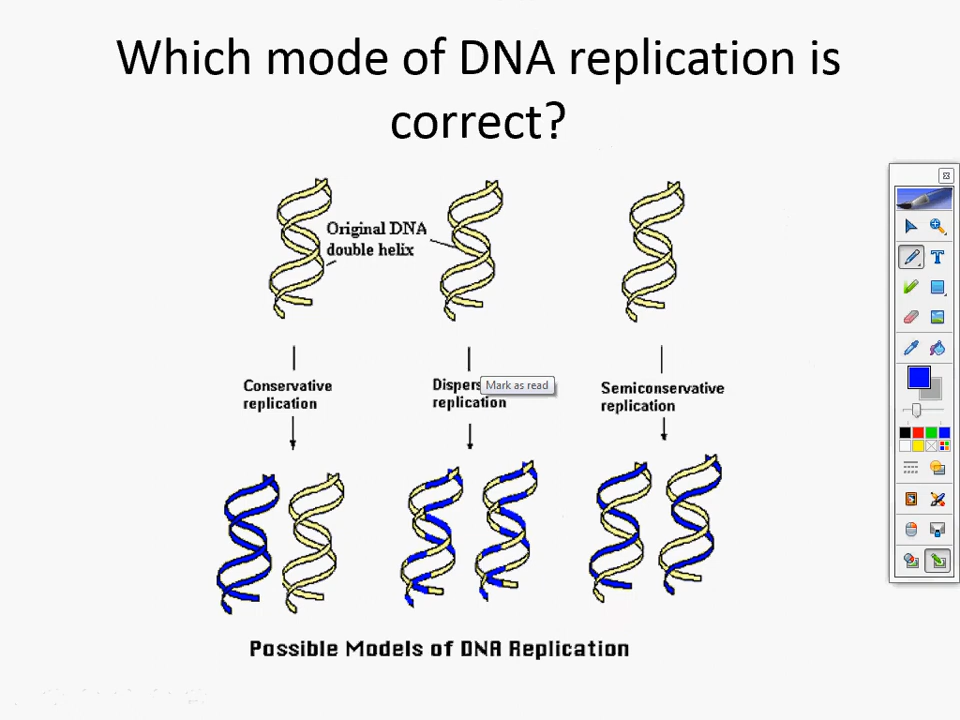 Which mode of DNA replication is
correct?
Original DNA
double helix
Conservative
replication
Mark as read
replication
Semiconservative
replication
T
Possible Models of DNA Replication